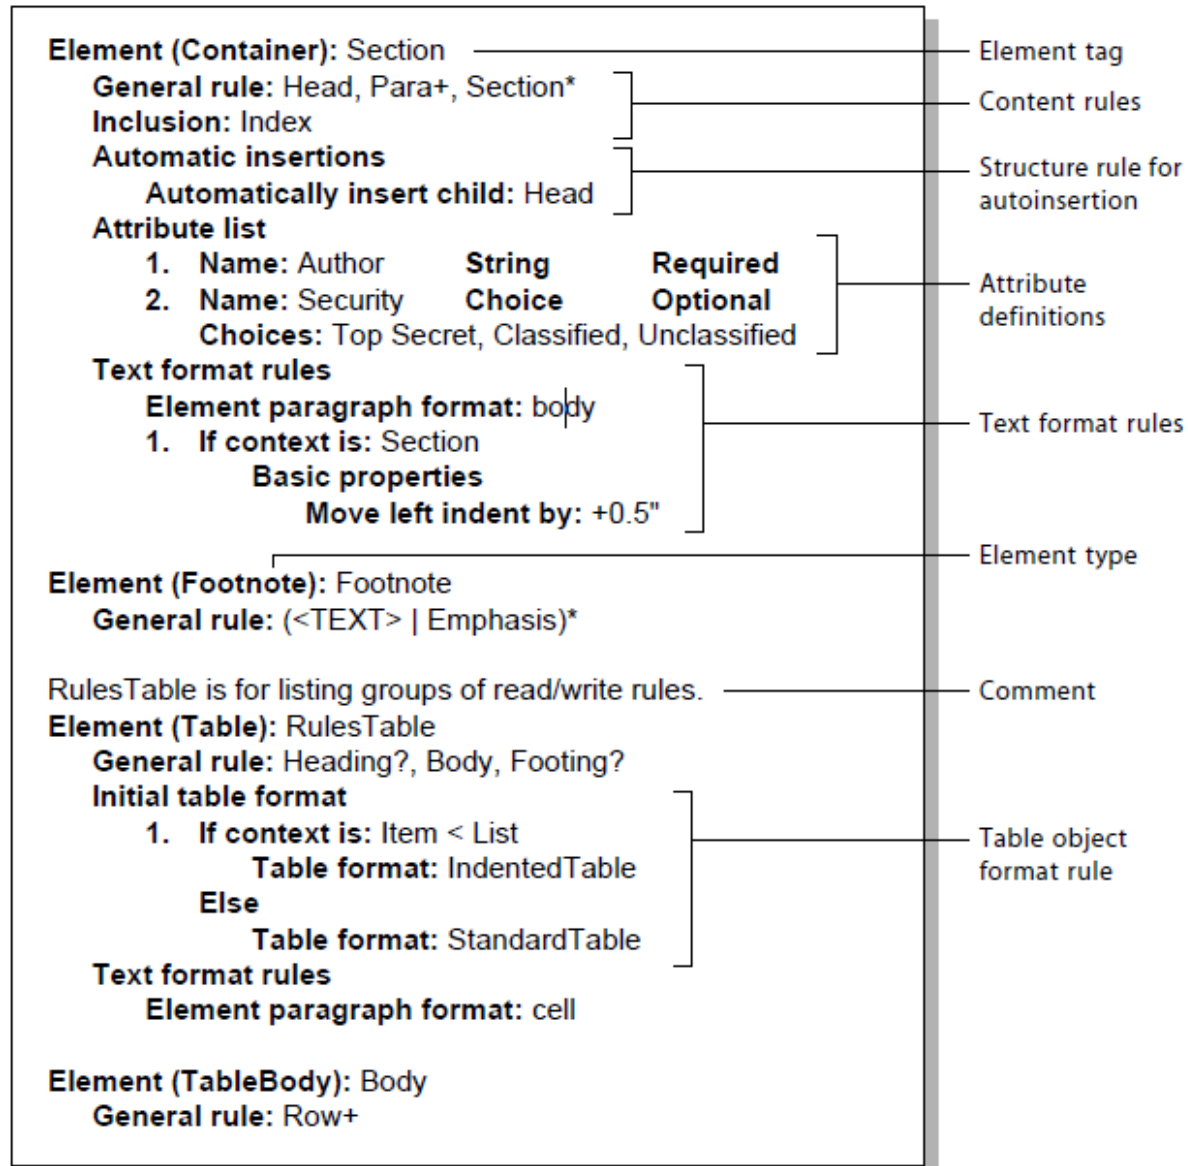 Element (Container): Section
General rule: Head, Para+, Section*
Inclusion: Index
Automatic insertions
Automatically insert child: Head
Attribute list
1. Name: Author String Required
2. Name: Security Choice Optional
Choices: Top Secret, Classified, Unclassified
Text format rules
Element paragraph format: body
1. If context is: Section
Basic properties
Move left indent by: +0.5"
Element (Footnote): Footnote
General rule: (<TEXT> | Emphasis)*
RulesTable is for listing groups of read/write rules.
Element (Table): RulesTable
General rule: Heading?, Body, Footing?
Initial table format
1. If context is: Item < List
Table format: IndentedTable
Else
Table format: StandardTable
Text format rules
Element paragraph format: cell
Element (TableBody): Body
General rule: Row+
Element tag
Content rules
Structure rule for
autoinsertion
Attribute
definitions
Text format rules
Element type
Comment
Table object
format rule